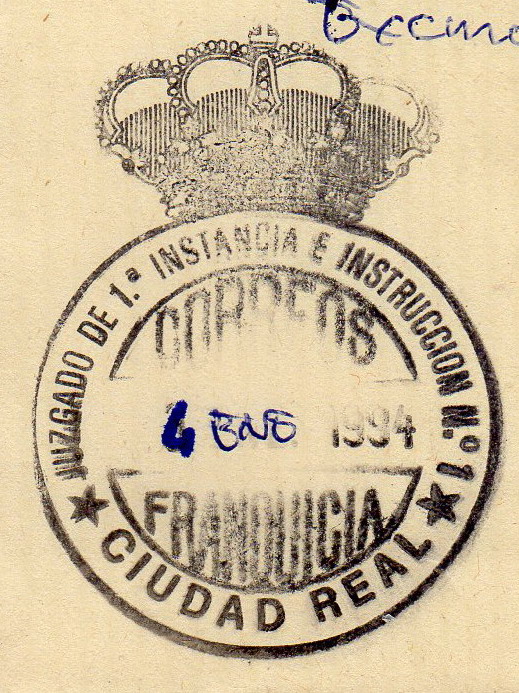 JUZGADO DE 1.ª INSTANCIA E INSTRUCCION N.º 1
CORREOS
4 ENE 1994
FRANQUICIA
CIUDAD REAL